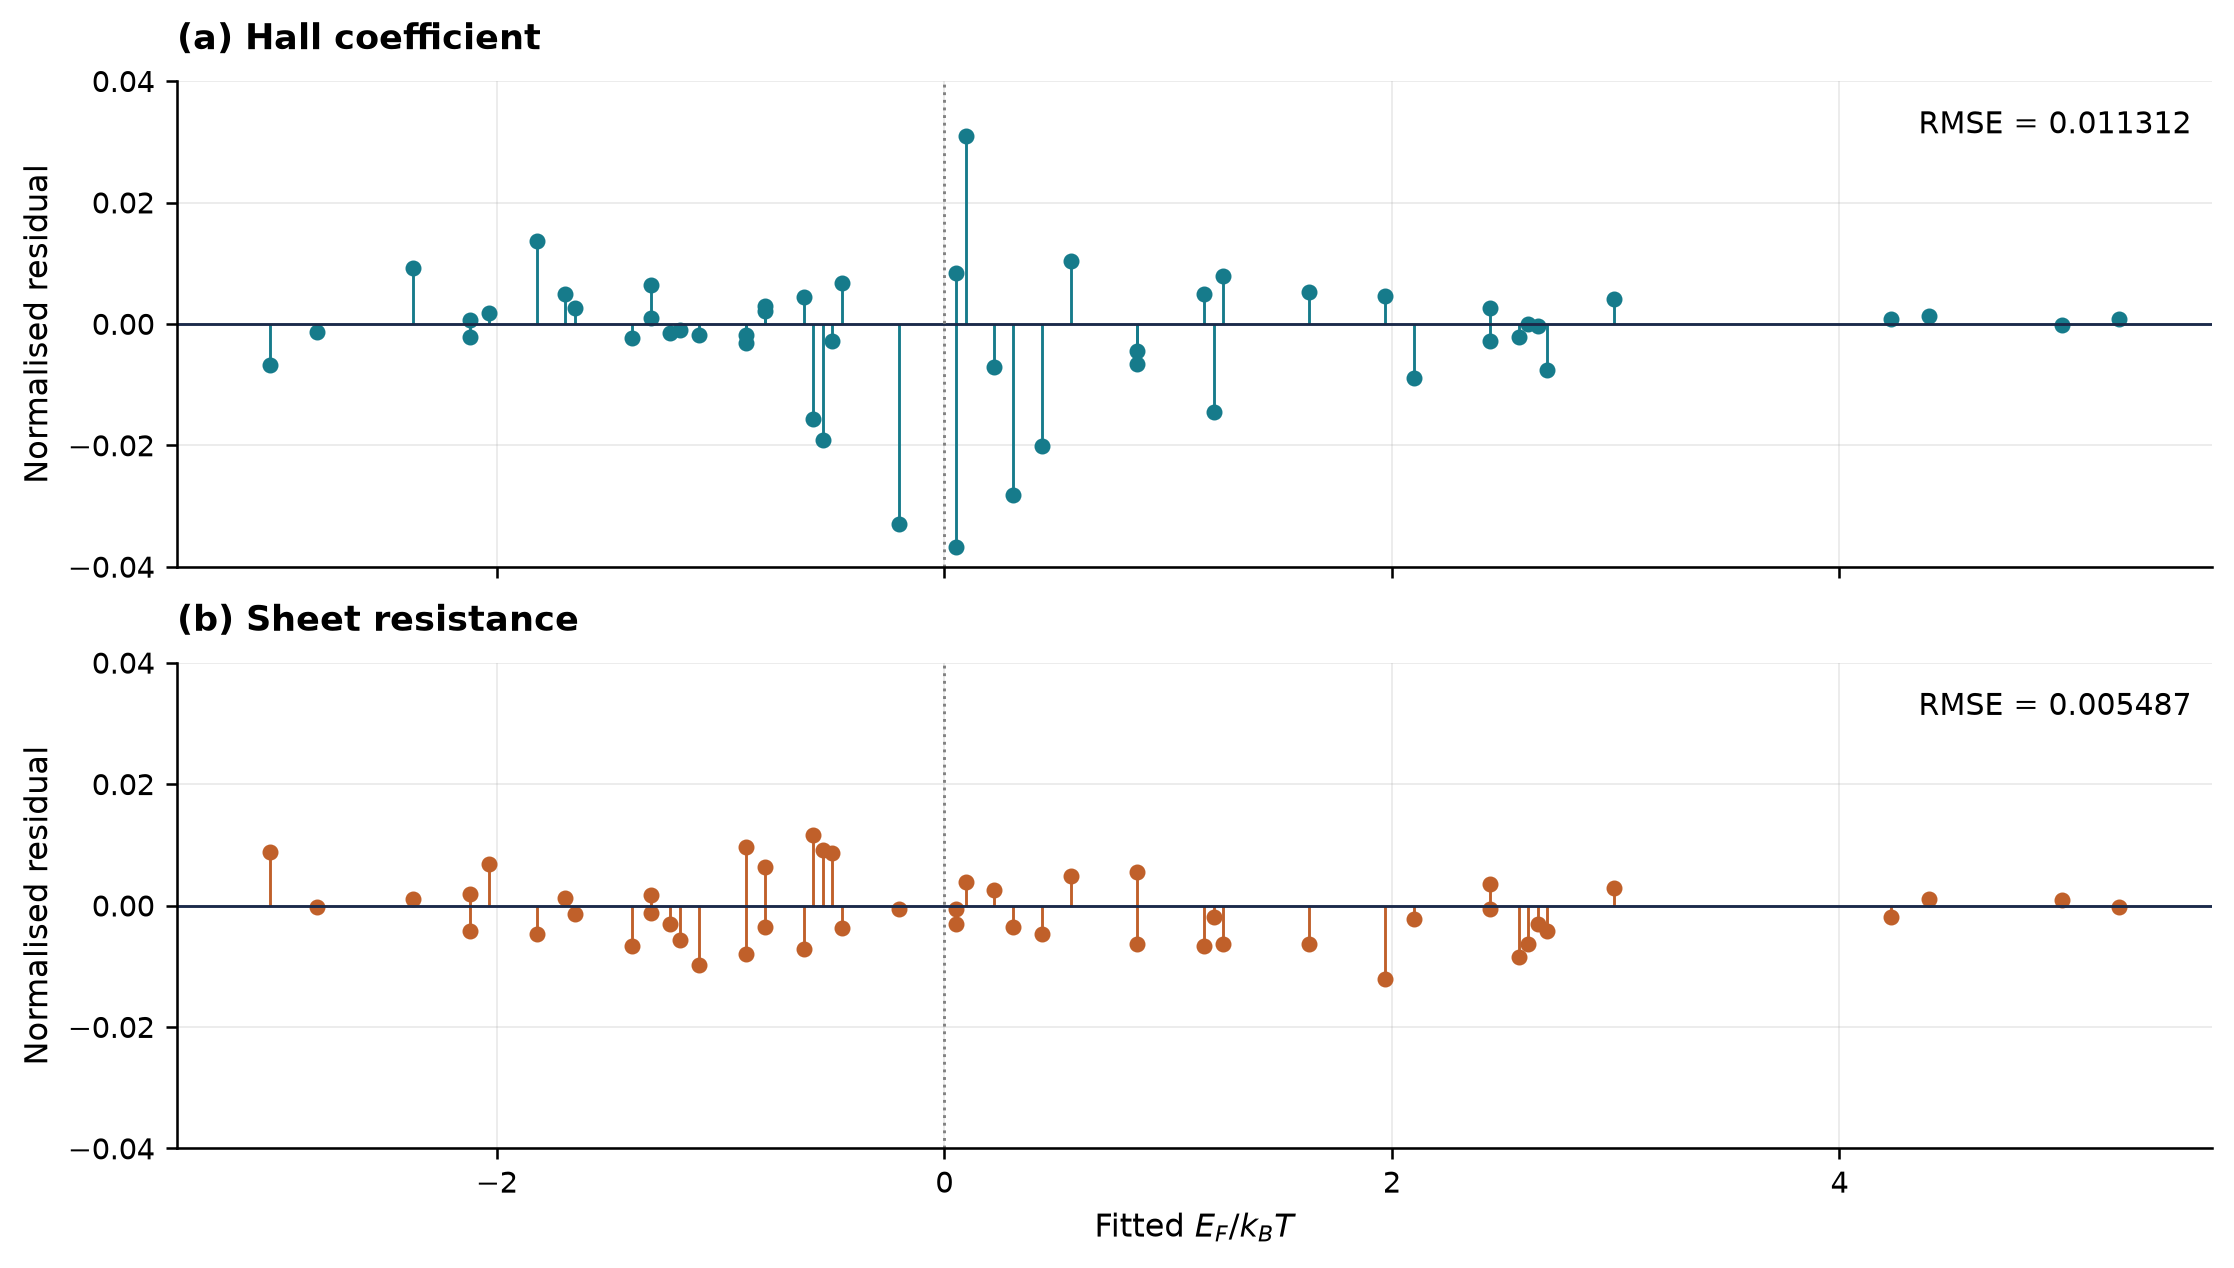 (a) Hall coefficient
0.04
0.02
0.00
−0.02
−0.04
Normalised residual
RMSE = 0.011312
(b) Sheet resistance
0.04
0.02
0.00
−0.02
−0.04
Normalised residual
RMSE = 0.005487
−2 0 2 4
Fitted E_F/k_BT